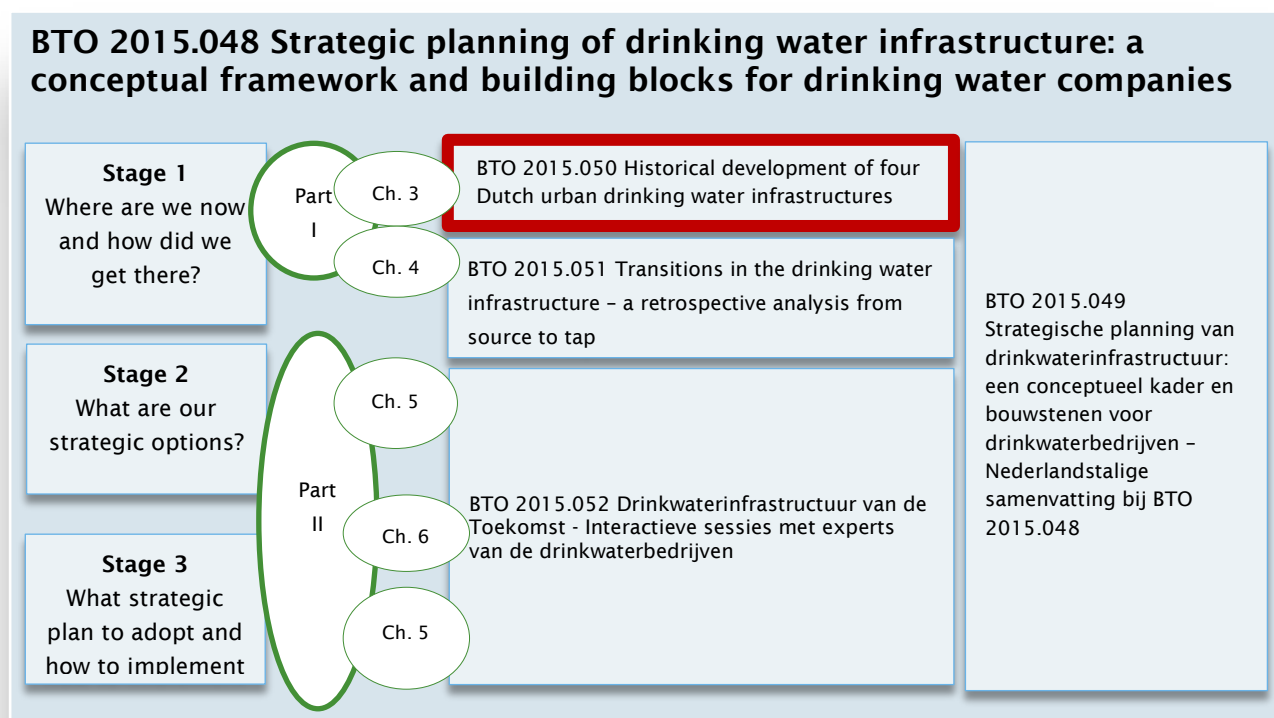 BTO 2015.048 Strategic planning of drinking water infrastructure: a
conceptual framework and building blocks for drinking water companies
Stage 1
Where are we now
and how did we
get there?
Part
I
Ch. 3
BTO 2015.050 Historical development of four
Dutch urban drinking water infrastructures
Ch. 4
BTO 2015.051 Transitions in the drinking water
infrastructure – a retrospective analysis from
source to tap
Stage 2
What are our
strategic options?
Part
II
Ch. 5
Ch. 6
BTO 2015.052 Drinkwaterinfrastructuur van de
Toekomst - Interactieve sessies met experts
van de drinkwaterbedrijven
Stage 3
What strategic
plan to adopt and
how to implement
Ch. 5
BTO 2015.049
Strategische planning van
drinkwaterinfrastructuur:
een conceptueel kader en
bouwstenen voor
drinkwaterbedrijven –
Nederlandstalige
samenvatting bij BTO
2015.048